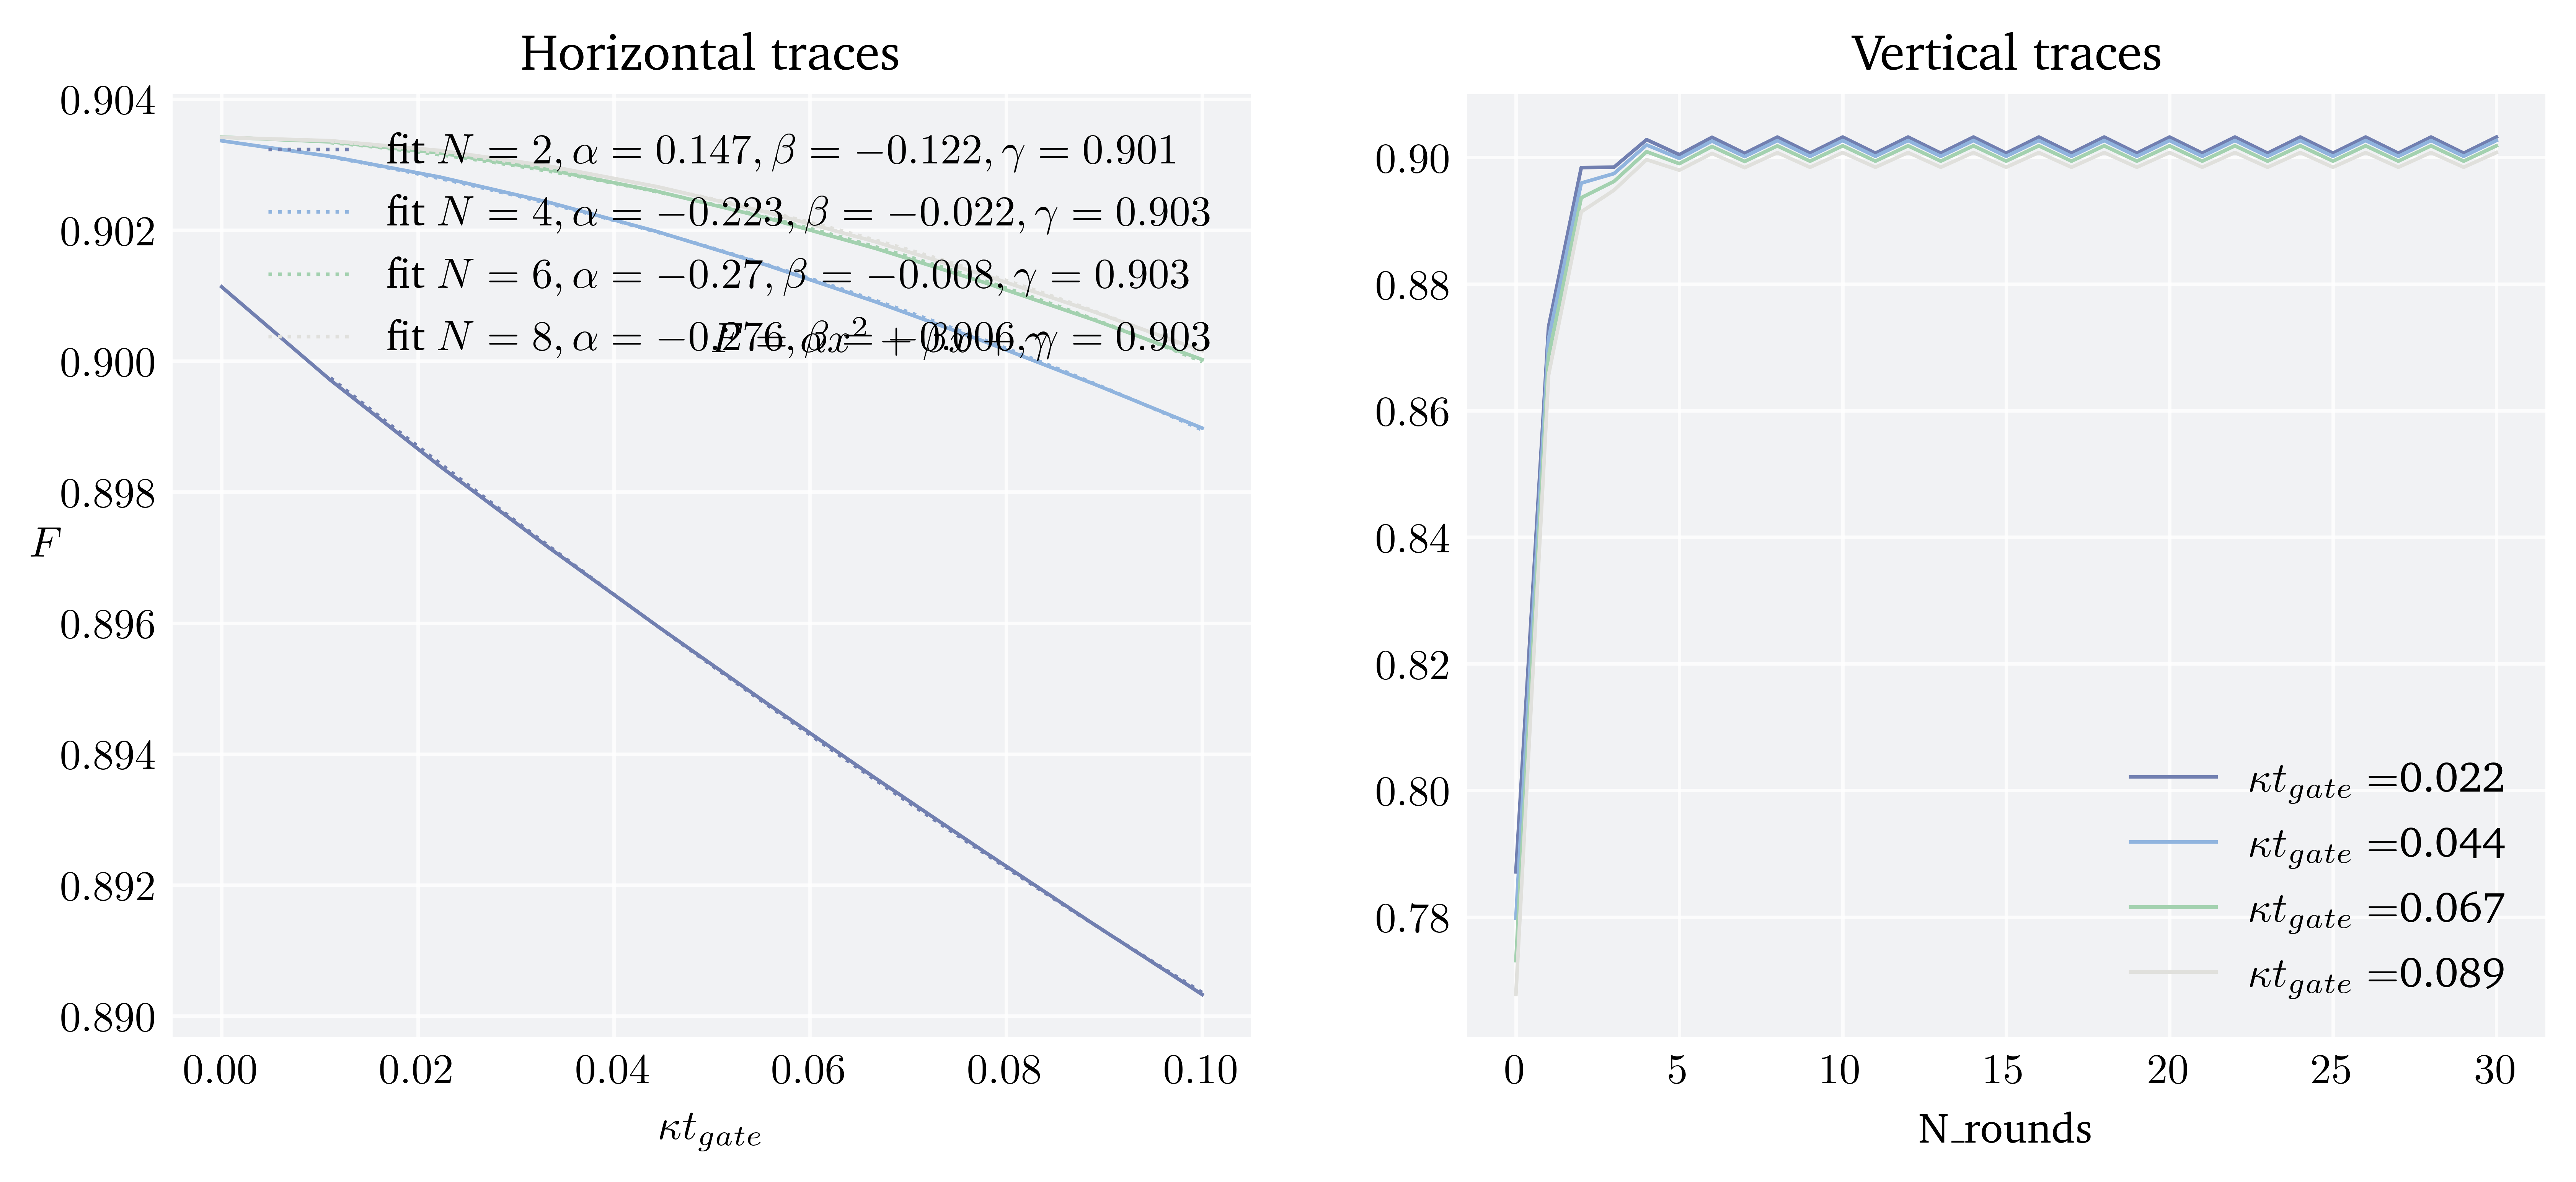 Horizontal traces
0.904
0.902
0.900
0.898
0.896
0.894
0.892
0.890
F
fit N = 2, α = 0.147, β = −0.122, γ = 0.901
fit N = 4, α = −0.223, β = −0.022, γ = 0.903
fit N = 6, α = −0.27, β = −0.008, γ = 0.903
fit N = 8, α = −0.276, β = −0.006, γ = 0.903
F = αx² + βx + γ
0.00 0.02 0.04 0.06 0.08 0.10
κt_gate
Vertical traces
0.90
0.88
0.86
0.84
0.82
0.80
0.78
κt_gate =0.022
κt_gate =0.044
κt_gate =0.067
κt_gate =0.089
0 5 10 15 20 25 30
N_rounds